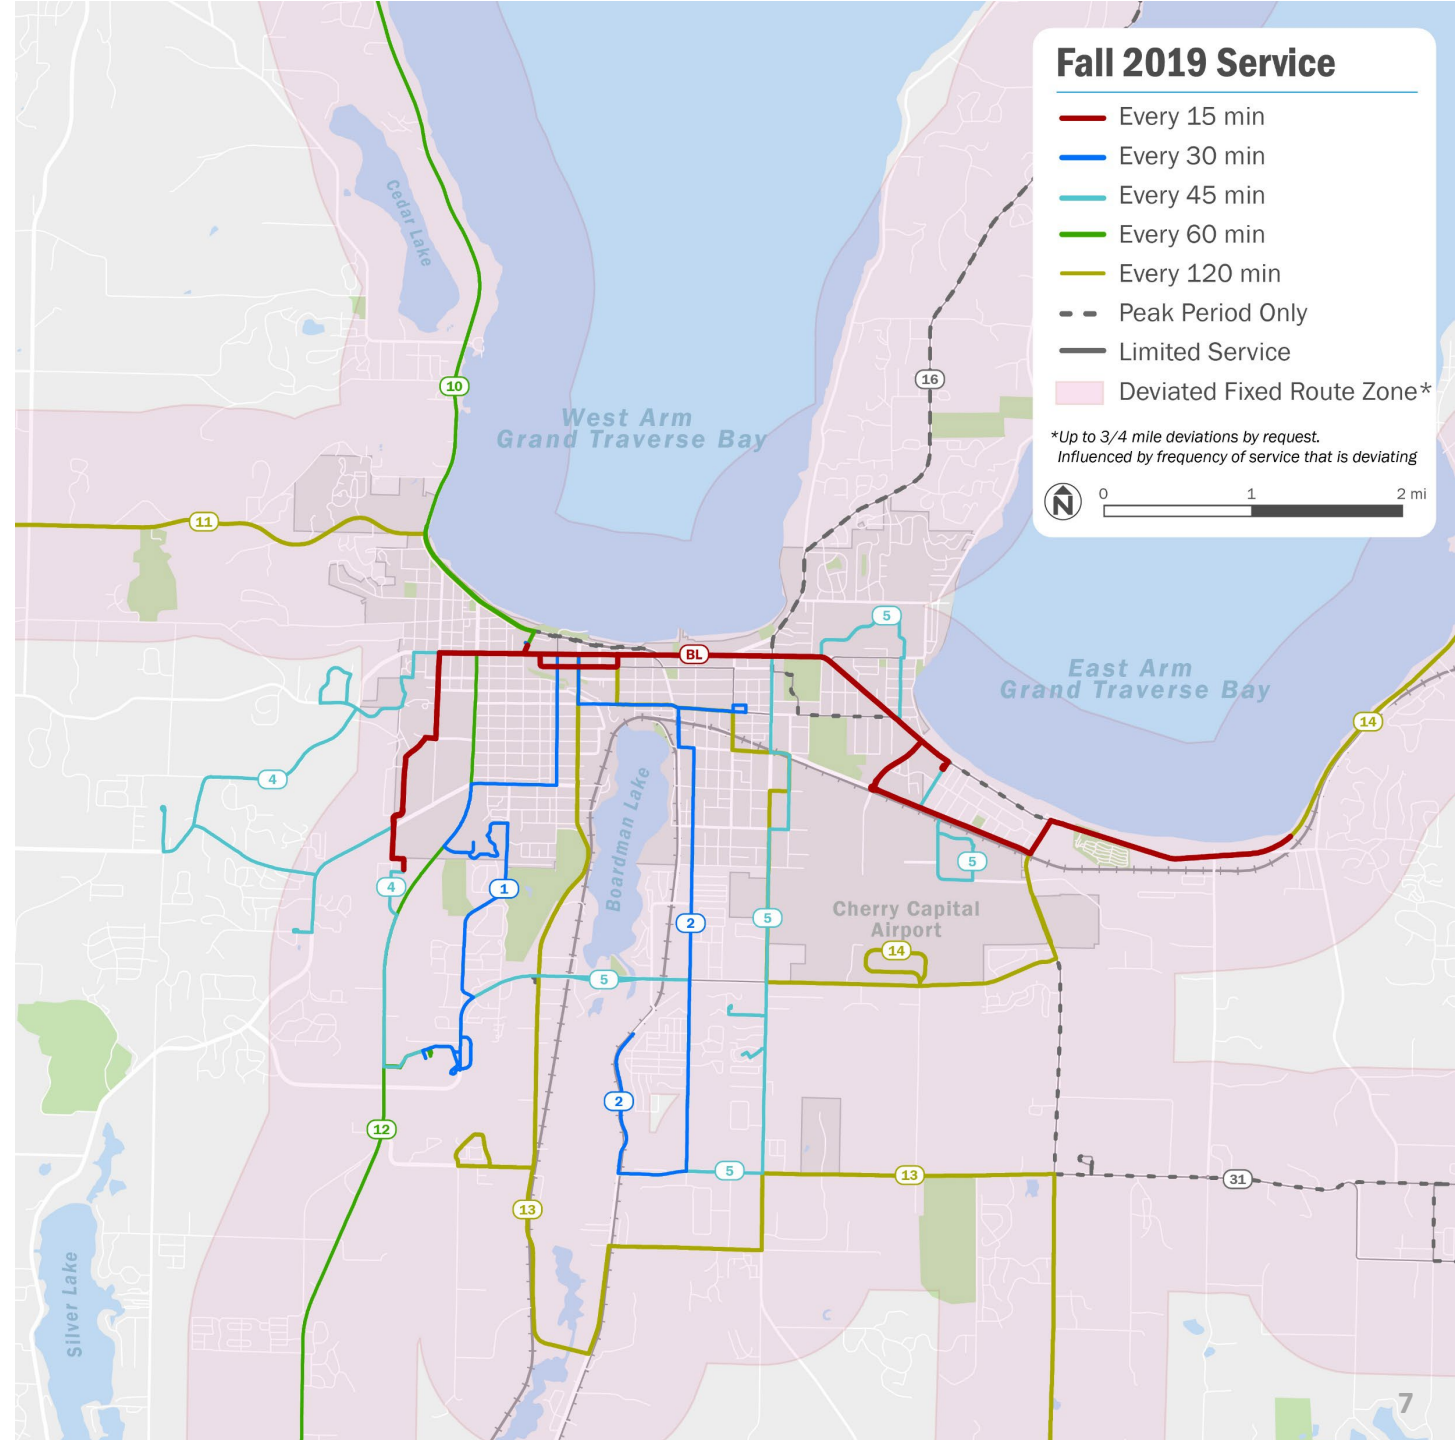 Fall 2019 Service
Every 15 min
Every 30 min
Every 45 min
Every 60 min
Every 120 min
Peak Period Only
Limited Service
Deviated Fixed Route Zone*
*Up to 3/4 mile deviations by request.
Influenced by frequency of service that is deviating
N
0 1 2 mi
Cedar Lake
10
16
West Arm
Grand Traverse Bay
11
5
BL
East Arm
Grand Traverse Bay
14
4
Boardman Lake
4
1
5
2
5
Cherry Capital
Airport
14
5
2
12
5
13
31
13
Silver Lake
7